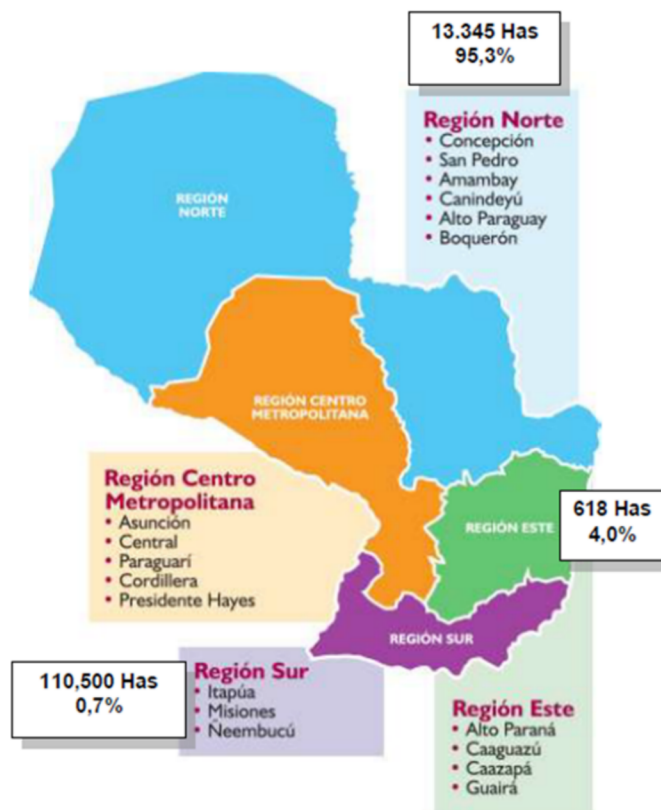 13.345 Has
95,3%
Región Norte
• Concepción
• San Pedro
• Amambay
• Canindeyú
• Alto Paraguay
• Boquerón
REGIÓN
NORTE
REGIÓN CENTRO
METROPOLITANA
Región Centro
Metropolitana
• Asunción
• Central
• Paraguarí
• Cordillera
• Presidente Hayes
REGIÓN ESTE
618 Has
4,0%
REGIÓN SUR
110,500 Has
0,7%
Región Sur
• Itapúa
• Misiones
• Ñeembucú
Región Este
• Alto Paraná
• Caaguazú
• Caazapá
• Guairá